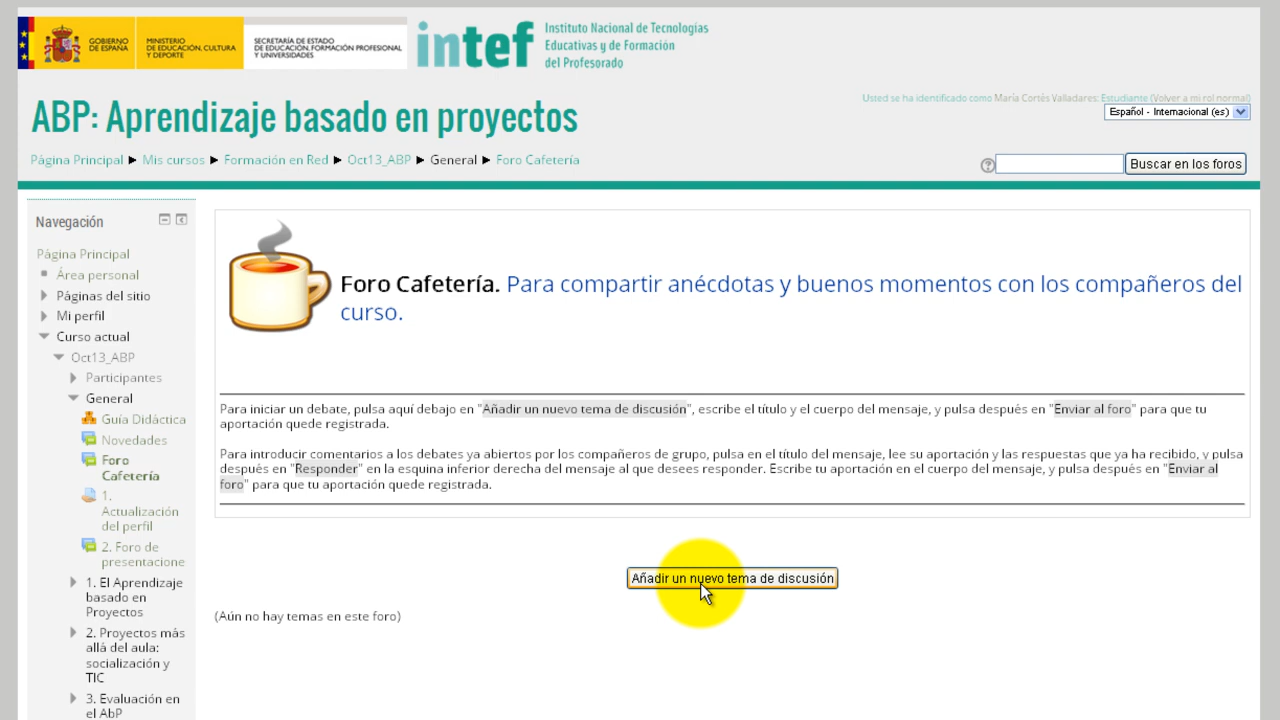 GOBIERNO
DE ESPAÑA
MINISTERIO
DE EDUCACIÓN, CULTURA
Y DEPORTE
SECRETARÍA DE ESTADO
DE EDUCACIÓN, FORMACIÓN PROFESIONAL
Y UNIVERSIDADES
intef
Instituto Nacional de Tecnologías
Educativas y de Formación
del Profesorado
Usted se ha identificado como María Cortés Valladares: Estudiante (Volver a mi rol normal)
Español - Internacional (es)
ABP: Aprendizaje basado en proyectos
Página Principal ► Mis cursos ► Formación en Red ► Oct13_ABP ► General ► Foro Cafetería
Buscar en los foros
Navegación
Página Principal
Área personal
Páginas del sitio
Mi perfil
Curso actual
Oct13_ABP
Participantes
General
Guía Didáctica
Novedades
Foro
Cafetería
1.
Actualización
del perfil
2. Foro de
presentacione
1. El Aprendizaje
basado en
Proyectos
2. Proyectos más
allá del aula:
socialización y
TIC
3. Evaluación en
el AbP
Foro Cafetería. Para compartir anécdotas y buenos momentos con los compañeros del
curso.
Para iniciar un debate, pulsa aquí debajo en "Añadir un nuevo tema de discusión", escribe el título y el cuerpo del mensaje, y pulsa después en "Enviar al foro" para que tu
aportación quede registrada.
Para introducir comentarios a los debates ya abiertos por los compañeros de grupo, pulsa en el título del mensaje, lee su aportación y las respuestas que ya ha recibido, y pulsa
después en "Responder" en la esquina inferior derecha del mensaje al que desees responder. Escribe tu aportación en el cuerpo del mensaje, y pulsa después en "Enviar al
foro" para que tu aportación quede registrada.
Añadir un nuevo tema de discusión
(Aún no hay temas en este foro)